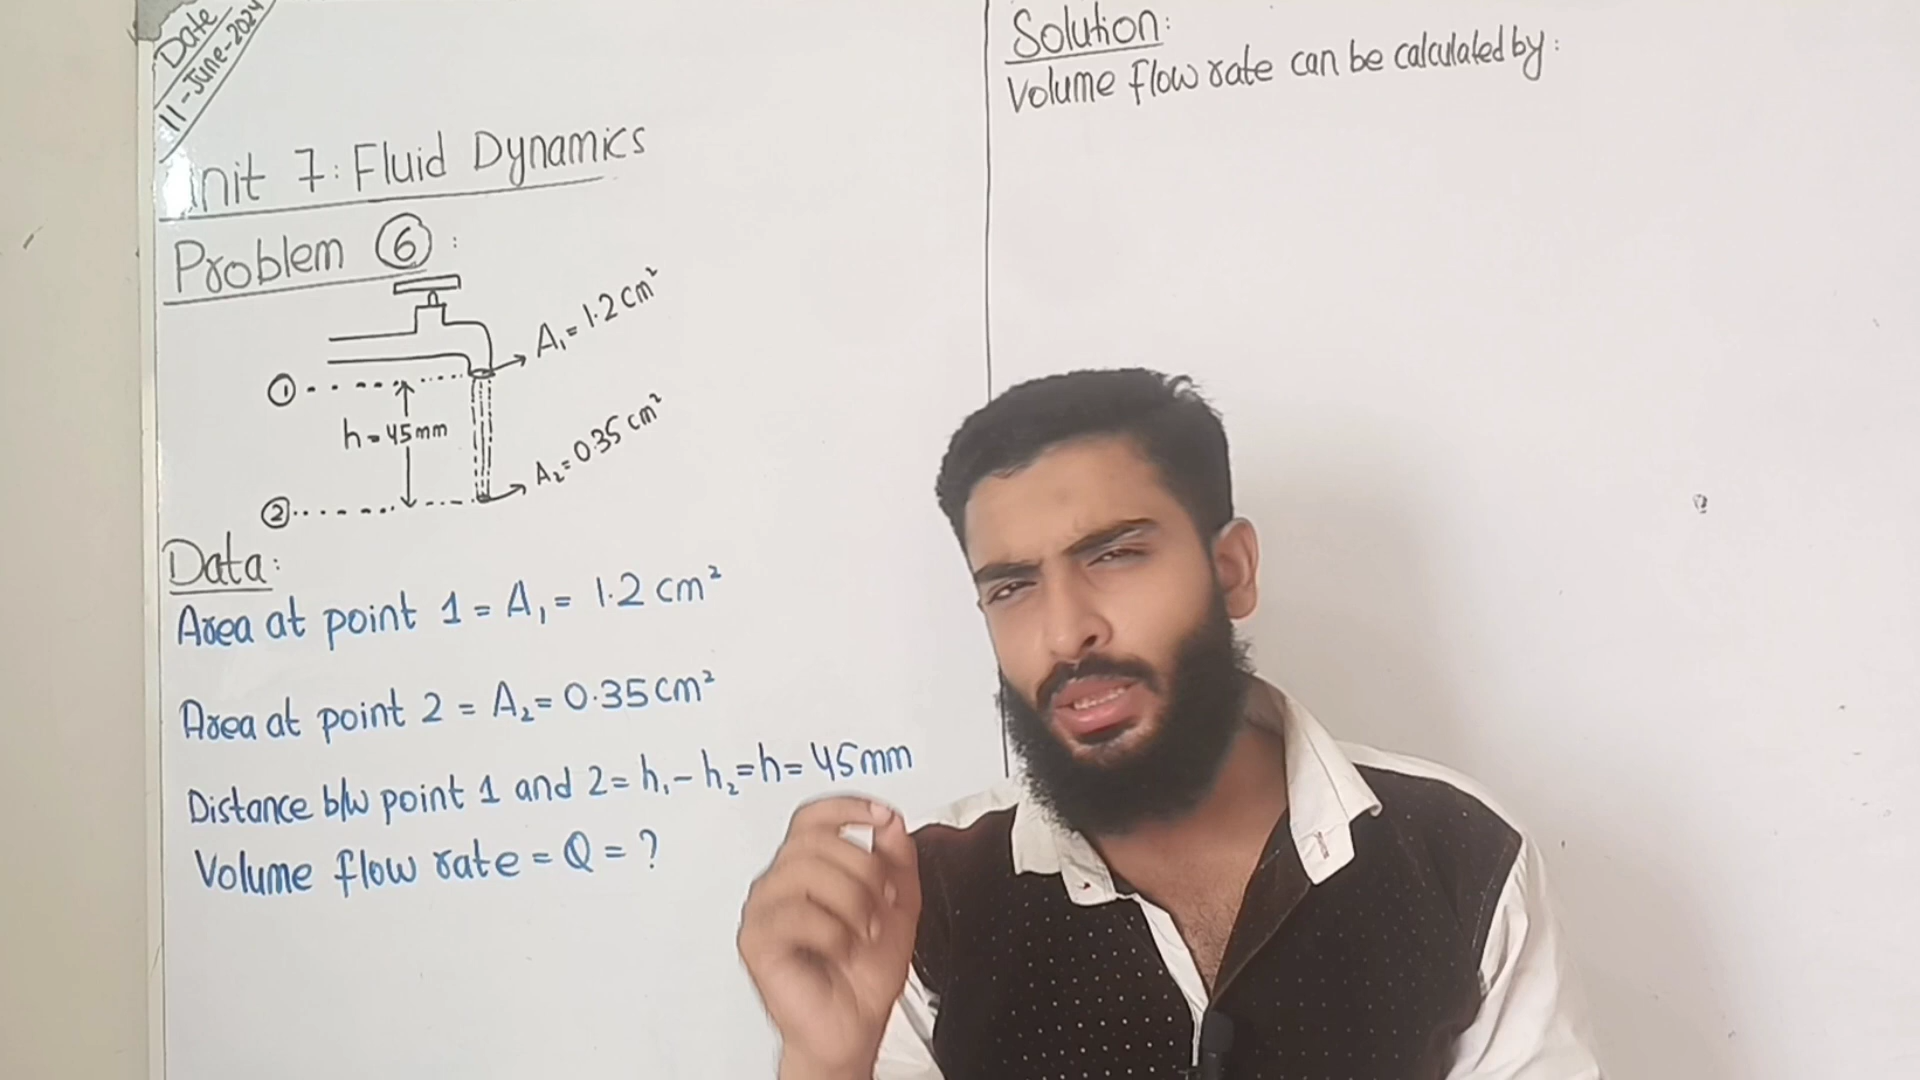 Date
11-June-2024
Unit 7: Fluid Dynamics
Problem 6:
A₁ = 1.2 cm²
1
h = 45mm
A₂ = 0.35 cm²
2
Data:
Area at point 1 = A₁ = 1.2 cm²
Area at point 2 = A₂ = 0.35 cm²
Distance b/w point 1 and 2 = h₁ - h₂ = h = 45mm
Volume flow rate = Q = ?
Solution:
Volume flow rate can be calculated by: